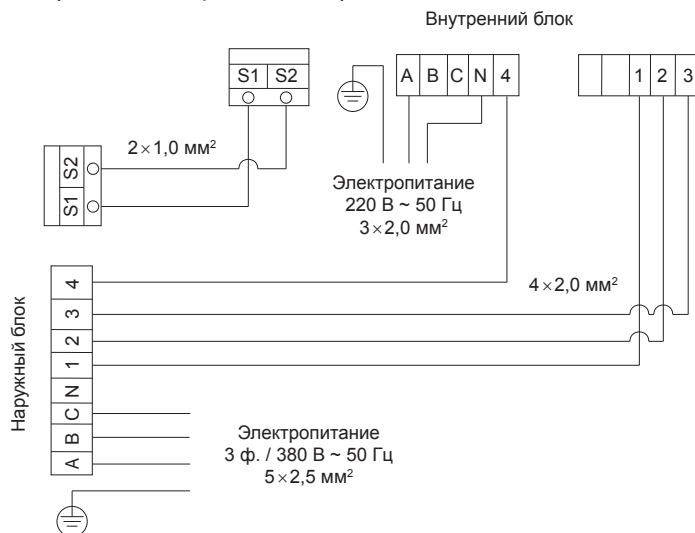 Внутренний блок
S1 S2
A B C N 4
1 2 3
2×1,0 мм²
S2
S1
Электропитание
220 В ~ 50 Гц
3×2,0 мм²
4×2,0 мм²
Наружный блок
4
3
2
1
N
C
B
A
Электропитание
3 ф. / 380 В ~ 50 Гц
5×2,5 мм²